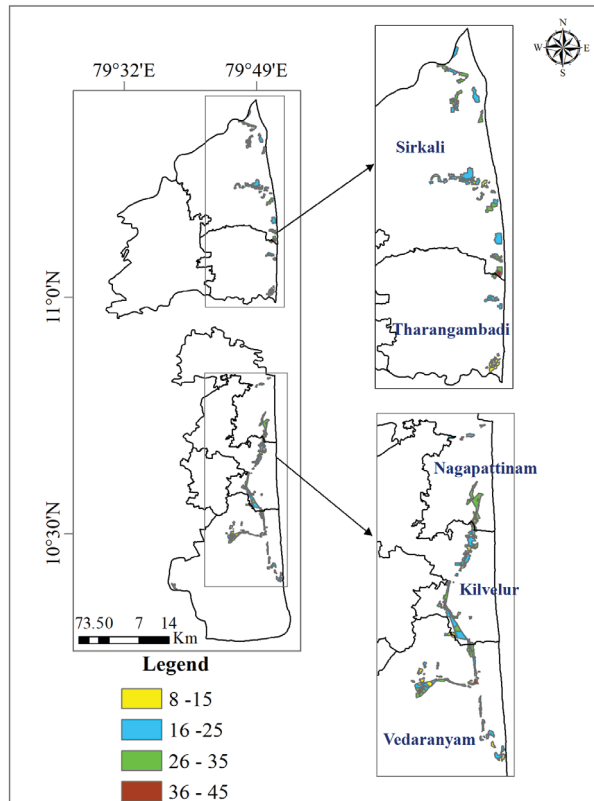 N
W E
S
79°32'E 79°49'E
Sirkali
11°0'N
Tharangambadi
Nagapattinam
10°30'N
Kilvelur
73.50 7 14
Km
Vedaranyam
Legend
8 -15
16 -25
26 - 35
36 - 45